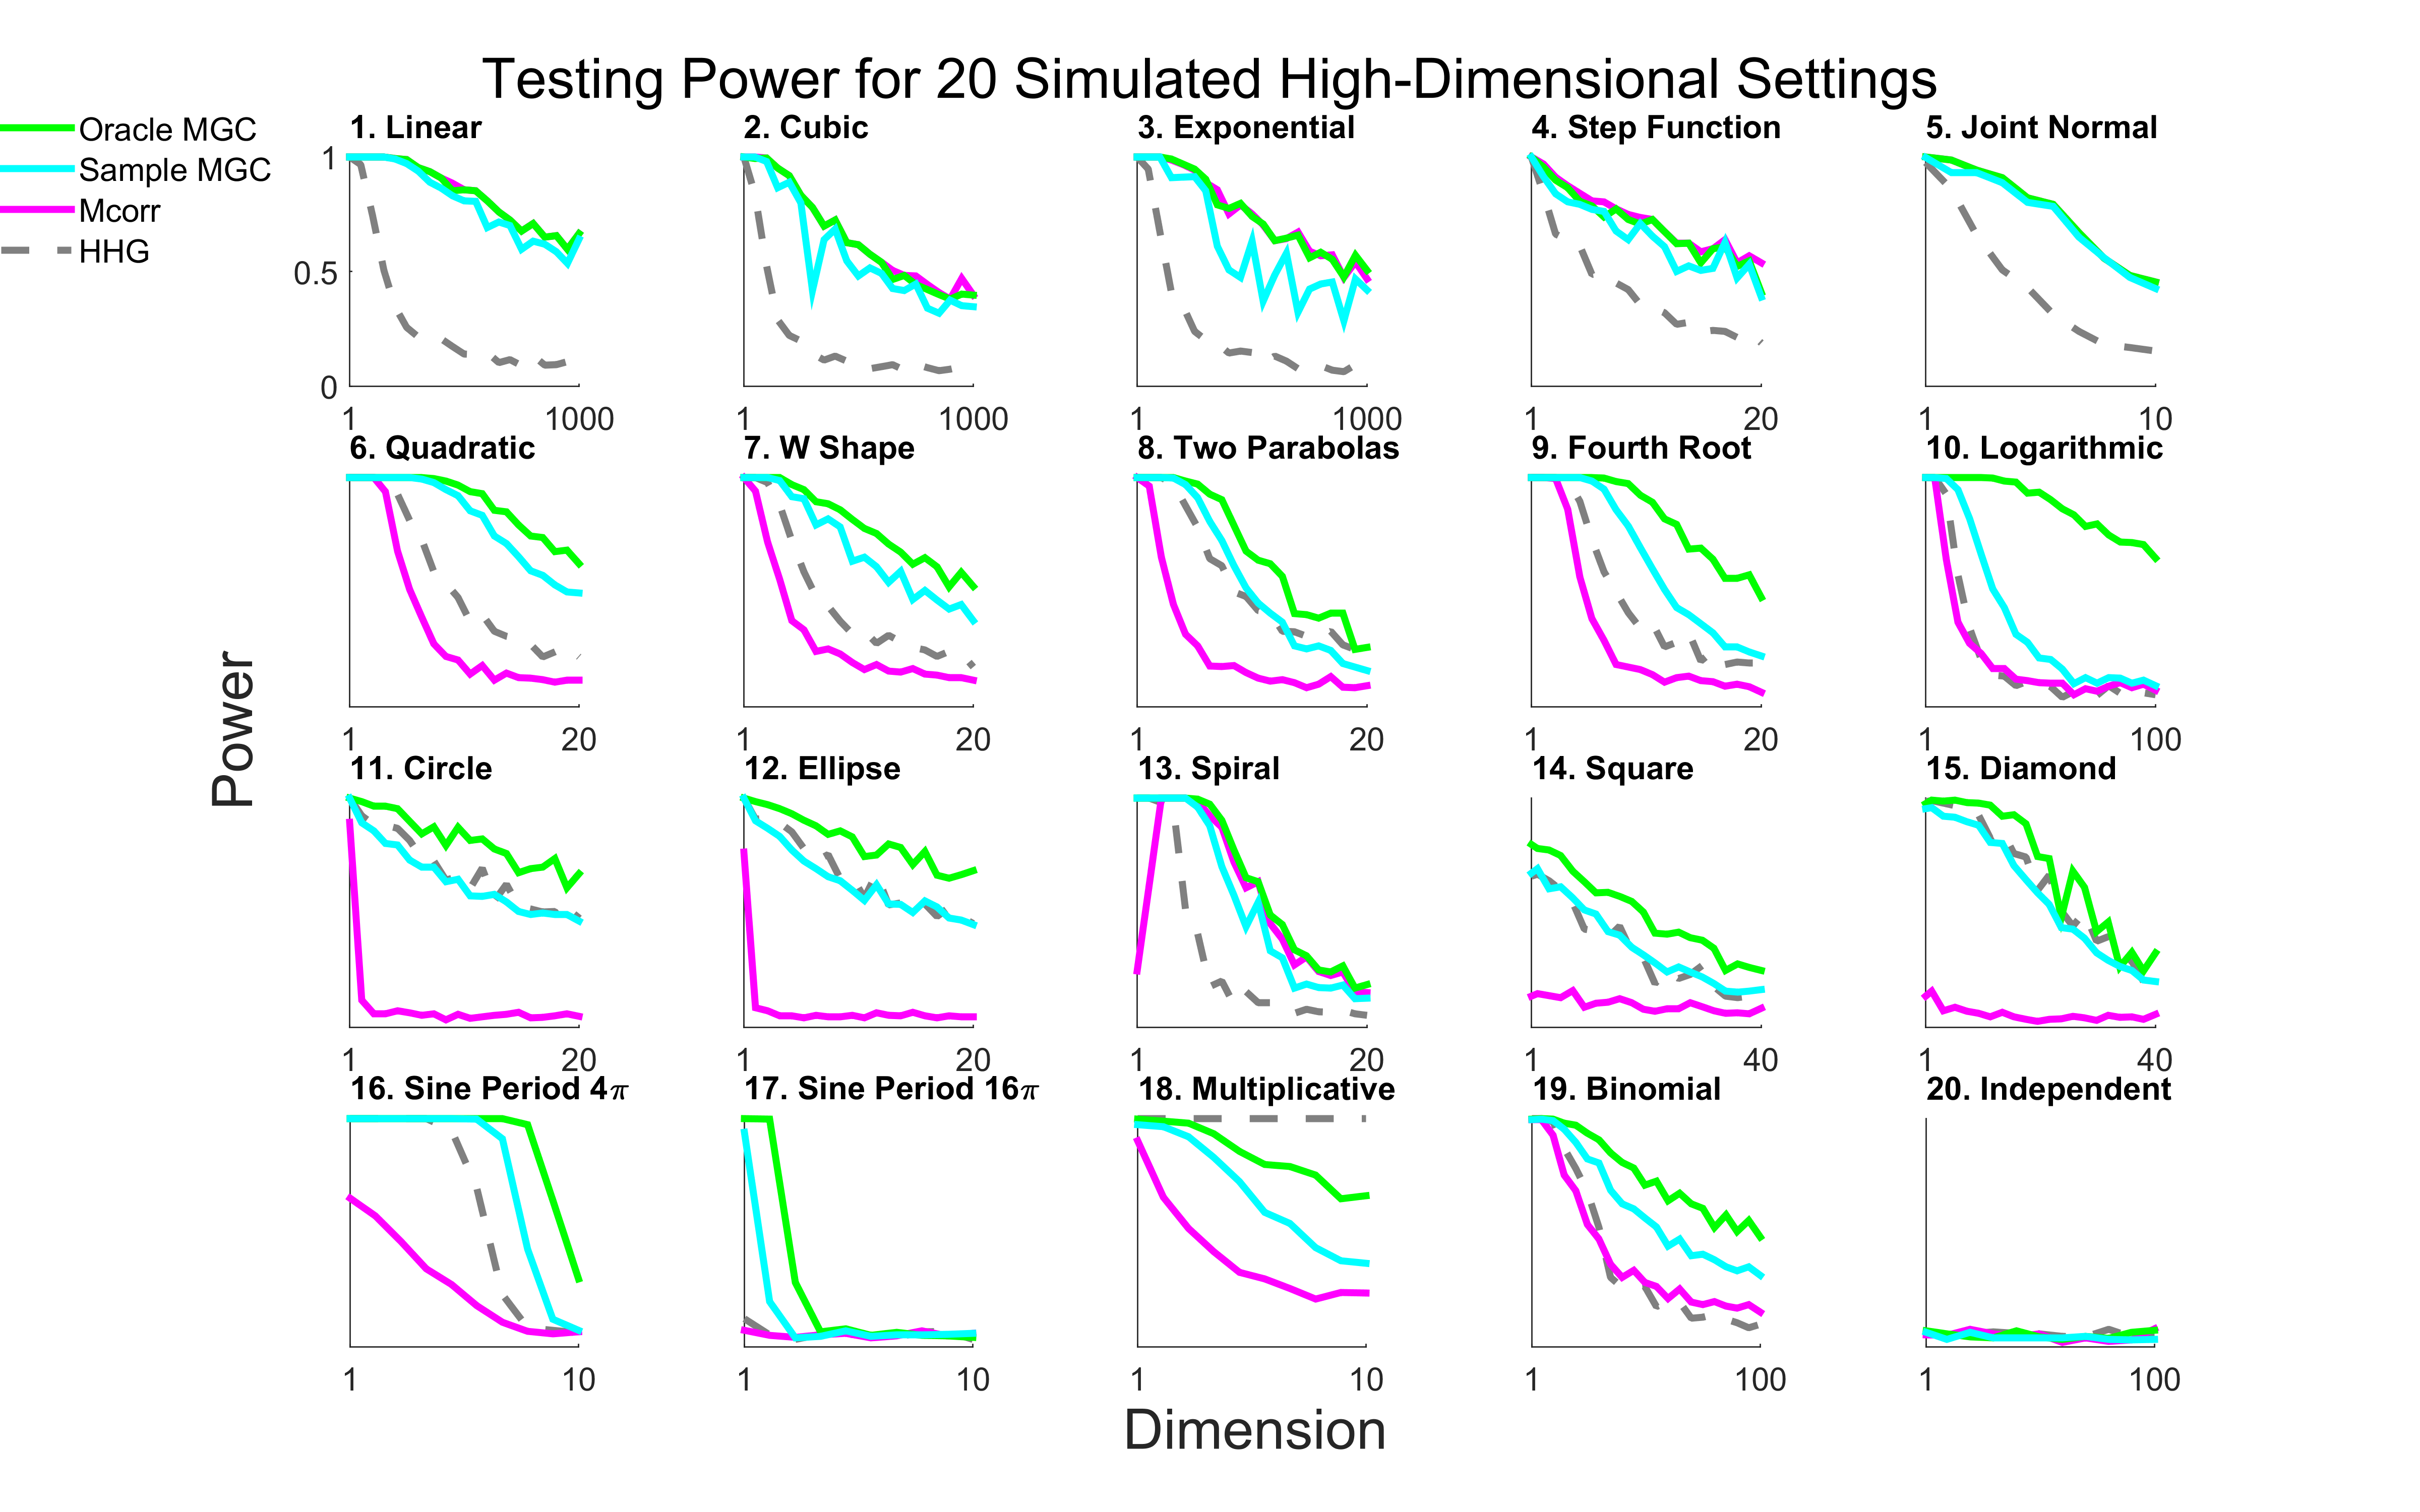 Testing Power for 20 Simulated High-Dimensional Settings
Oracle MGC
Sample MGC
Mcorr
HHG
Power
1. Linear
2. Cubic
3. Exponential
4. Step Function
5. Joint Normal
1
0.5
0
1 1000
1 1000
1 1000
1 20
1 10
6. Quadratic
7. W Shape
8. Two Parabolas
9. Fourth Root
10. Logarithmic
1 20
1 20
1 20
1 20
1 100
11. Circle
12. Ellipse
13. Spiral
14. Square
15. Diamond
1 20
1 20
1 20
1 40
1 40
16. Sine Period 4π
17. Sine Period 16π
18. Multiplicative
19. Binomial
20. Independent
1 10
1 10
1 10
1 100
1 100
Dimension